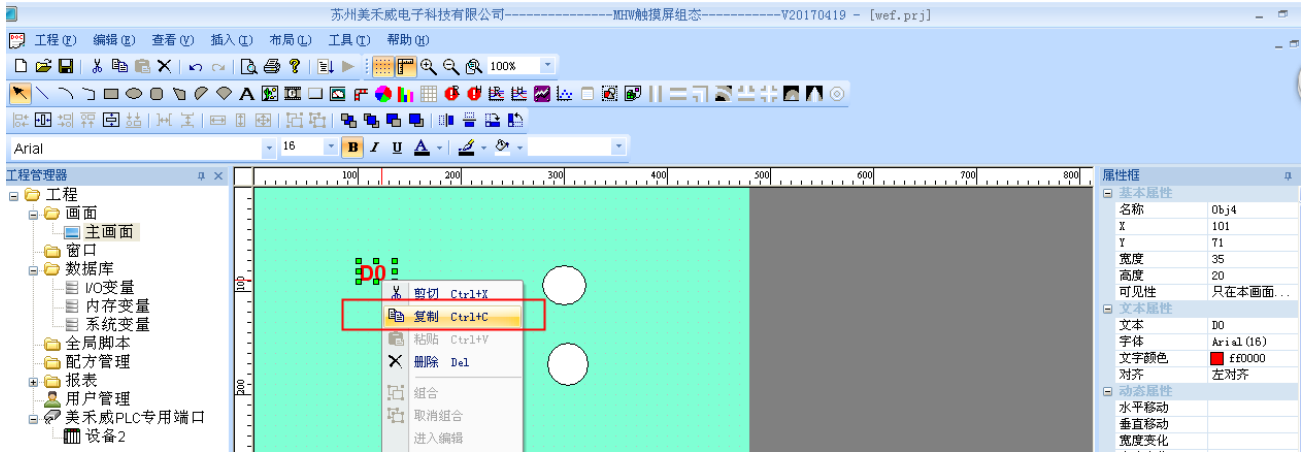 苏州美禾威电子科技有限公司---------------MHW触摸屏组态-----------V20170419 - [wef.prj]
工程(F) 编辑(E) 查看(V) 插入(I) 布局(L) 工具(T) 帮助(H)
100%
Arial 16 B I U A
工程管理器
工程
画面
主画面
窗口
数据库
I/O变量
内存变量
系统变量
全局脚本
配方管理
报表
用户管理
美禾威PLC专用端口
设备2
100 200 300 400 500 600 700 800
100
200
D0
剪切 Ctrl+X
复制 Ctrl+C
粘贴 Ctrl+V
删除 Del
组合
取消组合
进入编辑
属性框
基本属性
名称 Obj4
X 101
Y 71
宽度 35
高度 20
可见性 只在本画面...
文本属性
文本 D0
字体 Arial(16)
文字颜色 ff0000
对齐 左对齐
动态属性
水平移动
垂直移动
宽度变化